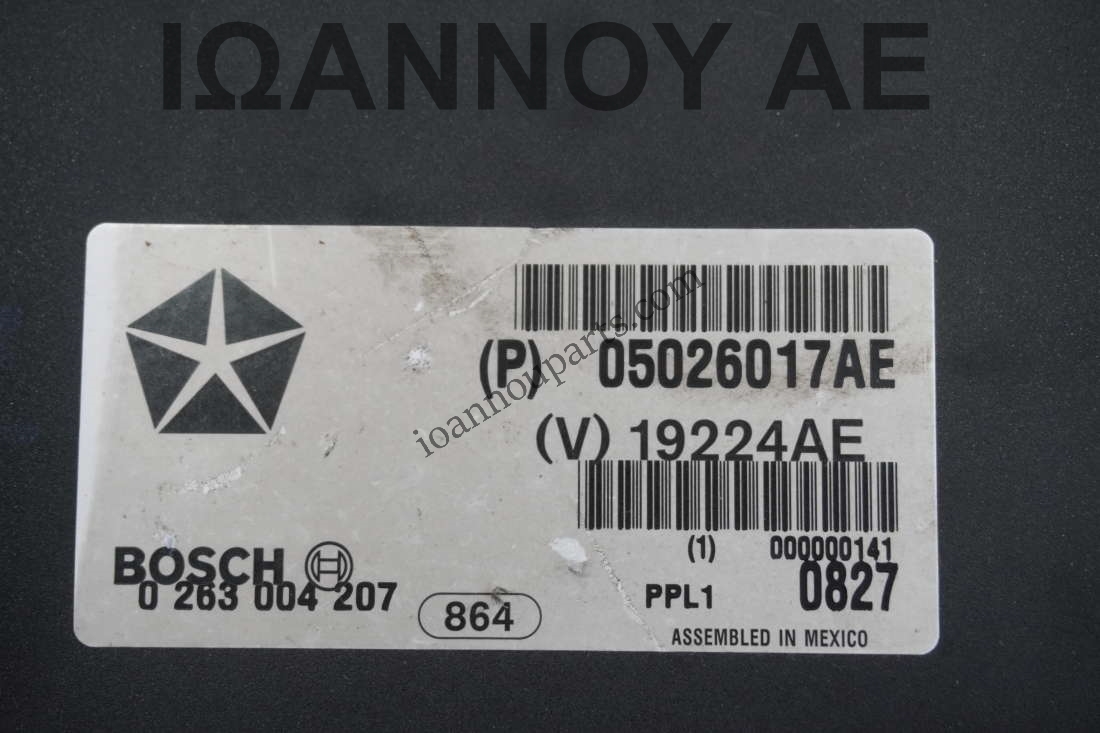 ΙΩΑΝΝΟΥ ΑΕ
(P) 05026017AE
ioannouparts.com
(V) 19224AE
(1) 000000141
BOSCH
0 263 004 207
864
PPL1 0827
ASSEMBLED IN MEXICO